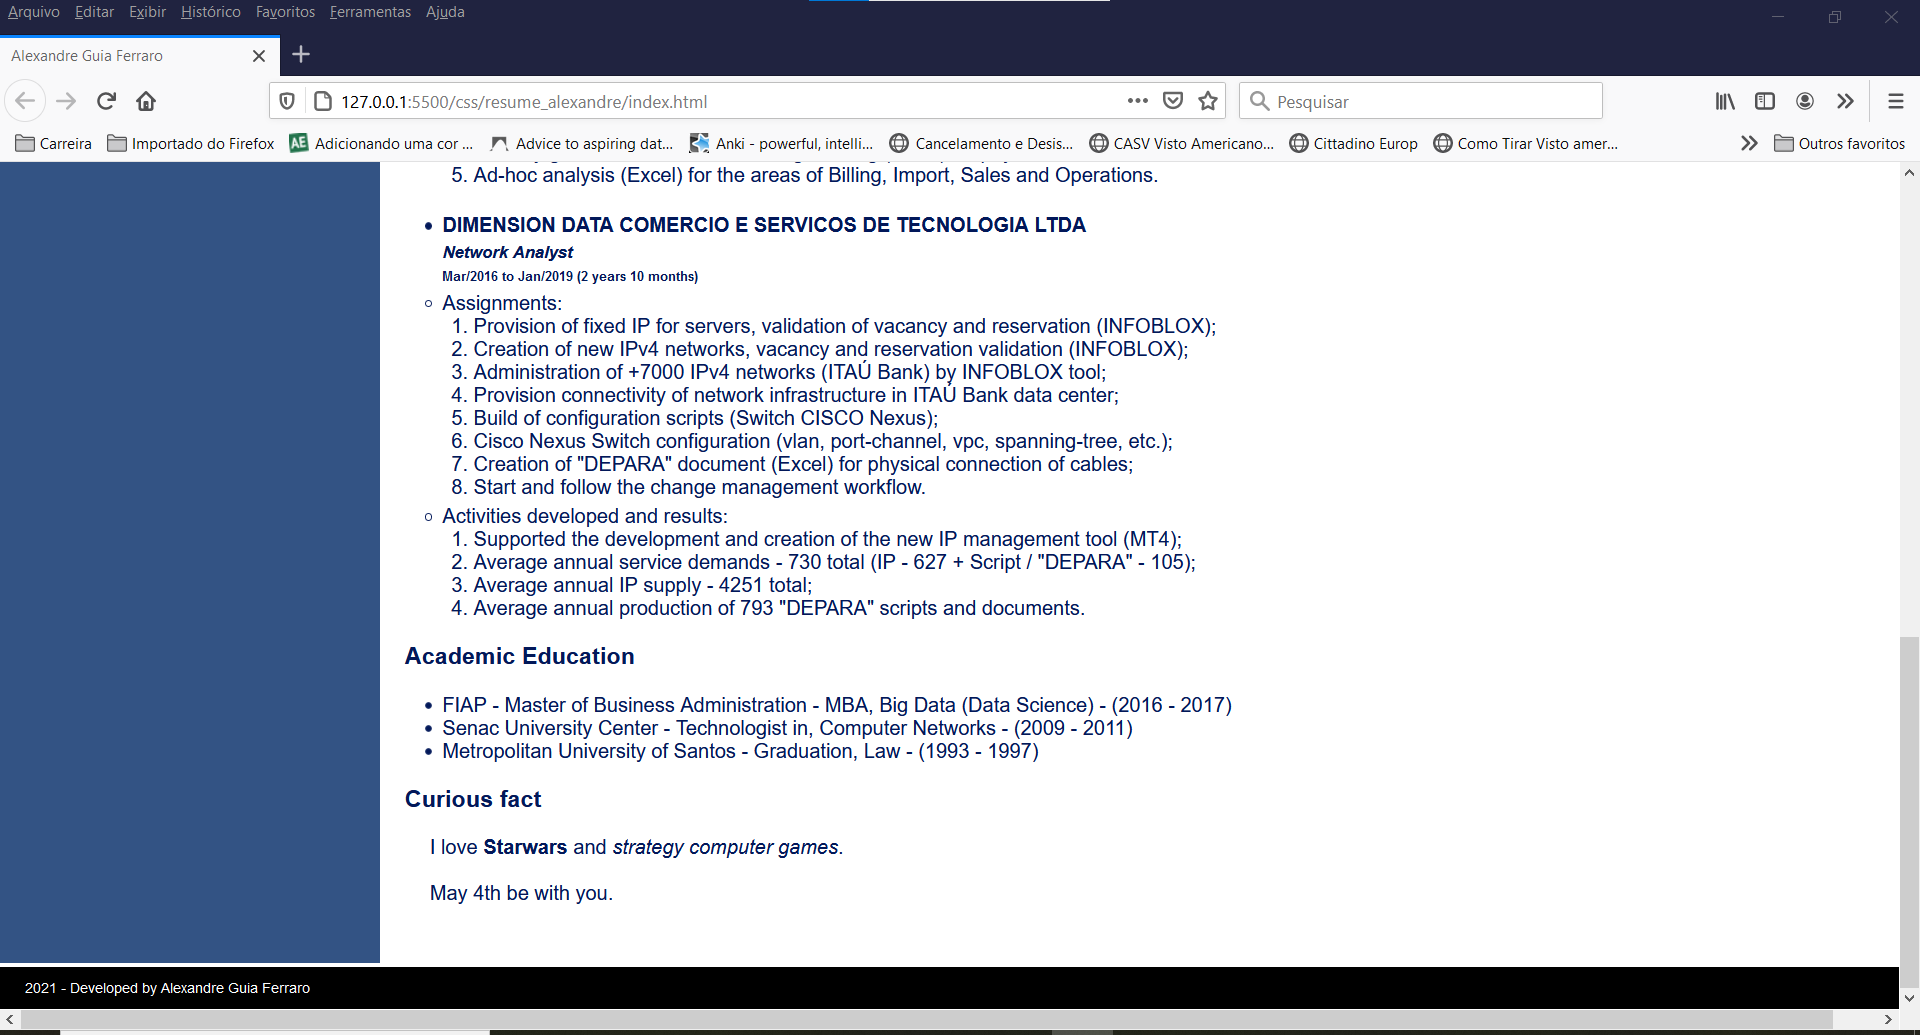 Arquivo Editar Exibir Histórico Favoritos Ferramentas Ajuda
Alexandre Guia Ferraro
127.0.0.1:5500/css/resume_alexandre/index.html
Pesquisar
Carreira Importado do Firefox Adicionando uma cor ... Advice to aspiring dat... Anki - powerful, intelli... Cancelamento e Desis... CASV Visto Americano... Cittadino Europ Como Tirar Visto amer... Outros favoritos
5. Ad-hoc analysis (Excel) for the areas of Billing, Import, Sales and Operations.
• DIMENSION DATA COMERCIO E SERVICOS DE TECNOLOGIA LTDA
Network Analyst
Mar/2016 to Jan/2019 (2 years 10 months)
Assignments:
1. Provision of fixed IP for servers, validation of vacancy and reservation (INFOBLOX);
2. Creation of new IPv4 networks, vacancy and reservation validation (INFOBLOX);
3. Administration of +7000 IPv4 networks (ITAÚ Bank) by INFOBLOX tool;
4. Provision connectivity of network infrastructure in ITAÚ Bank data center;
5. Build of configuration scripts (Switch CISCO Nexus);
6. Cisco Nexus Switch configuration (vlan, port-channel, vpc, spanning-tree, etc.);
7. Creation of "DEPARA" document (Excel) for physical connection of cables;
8. Start and follow the change management workflow.
Activities developed and results:
1. Supported the development and creation of the new IP management tool (MT4);
2. Average annual service demands - 730 total (IP - 627 + Script / "DEPARA" - 105);
3. Average annual IP supply - 4251 total;
4. Average annual production of 793 "DEPARA" scripts and documents.
Academic Education
• FIAP - Master of Business Administration - MBA, Big Data (Data Science) - (2016 - 2017)
• Senac University Center - Technologist in, Computer Networks - (2009 - 2011)
• Metropolitan University of Santos - Graduation, Law - (1993 - 1997)
Curious fact
I love Starwars and strategy computer games.
May 4th be with you.
2021 - Developed by Alexandre Guia Ferraro